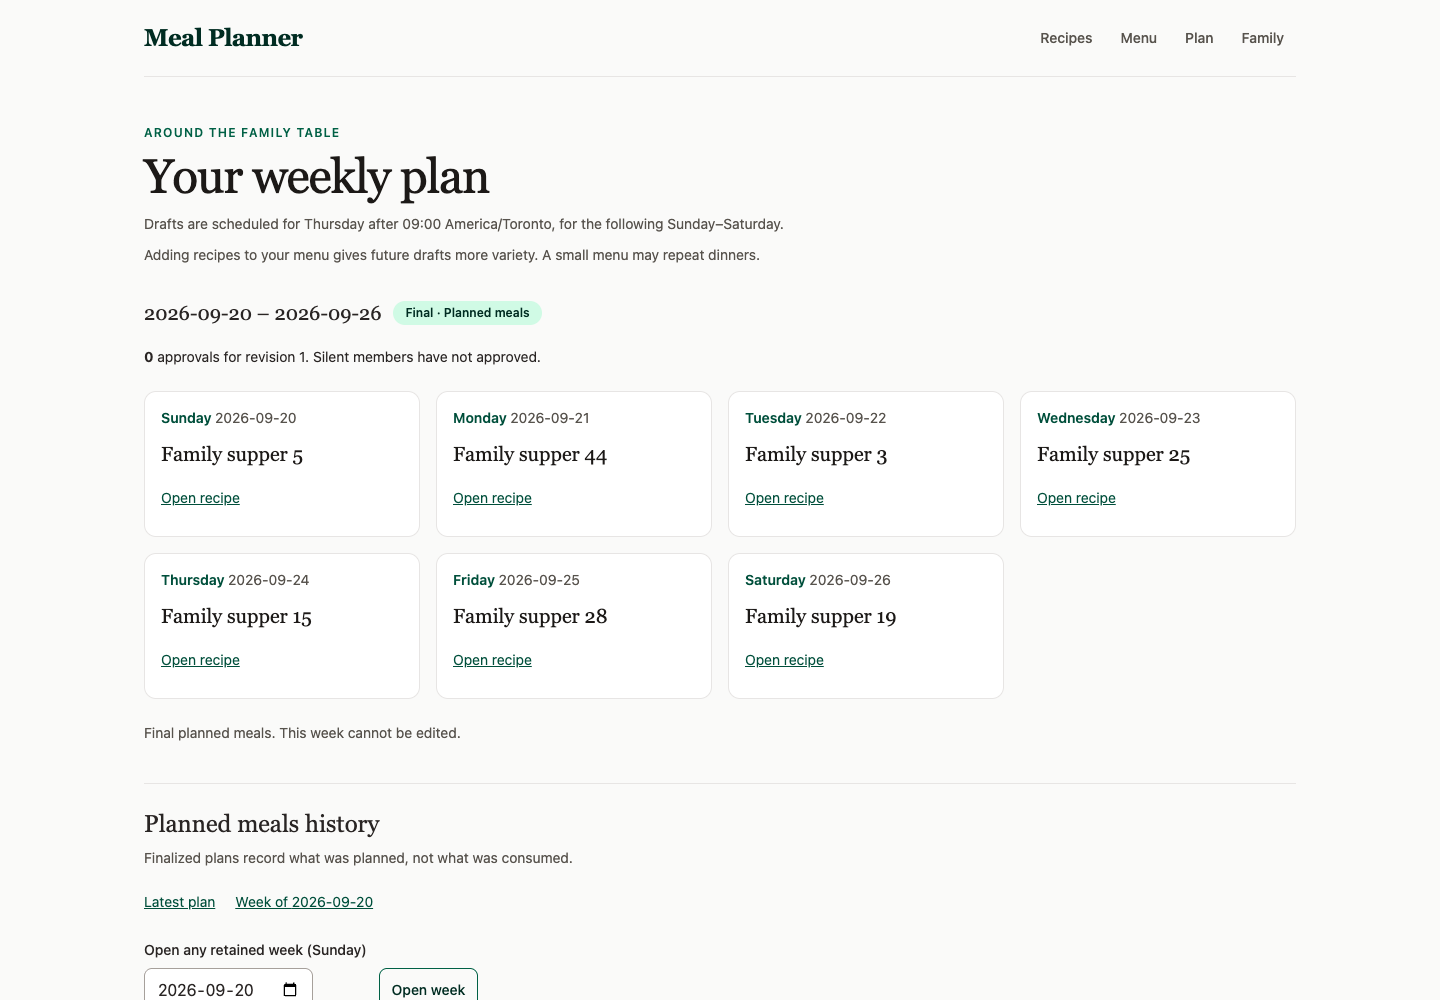 Meal Planner
Recipes Menu Plan Family
AROUND THE FAMILY TABLE
Your weekly plan
Drafts are scheduled for Thursday after 09:00 America/Toronto, for the following Sunday–Saturday.
Adding recipes to your menu gives future drafts more variety. A small menu may repeat dinners.
2026-09-20 – 2026-09-26 Final · Planned meals
0 approvals for revision 1. Silent members have not approved.
Sunday 2026-09-20
Family supper 5
Open recipe
Monday 2026-09-21
Family supper 44
Open recipe
Tuesday 2026-09-22
Family supper 3
Open recipe
Wednesday 2026-09-23
Family supper 25
Open recipe
Thursday 2026-09-24
Family supper 15
Open recipe
Friday 2026-09-25
Family supper 28
Open recipe
Saturday 2026-09-26
Family supper 19
Open recipe
Final planned meals. This week cannot be edited.
Planned meals history
Finalized plans record what was planned, not what was consumed.
Latest plan Week of 2026-09-20
Open any retained week (Sunday)
2026-09-20 Open week